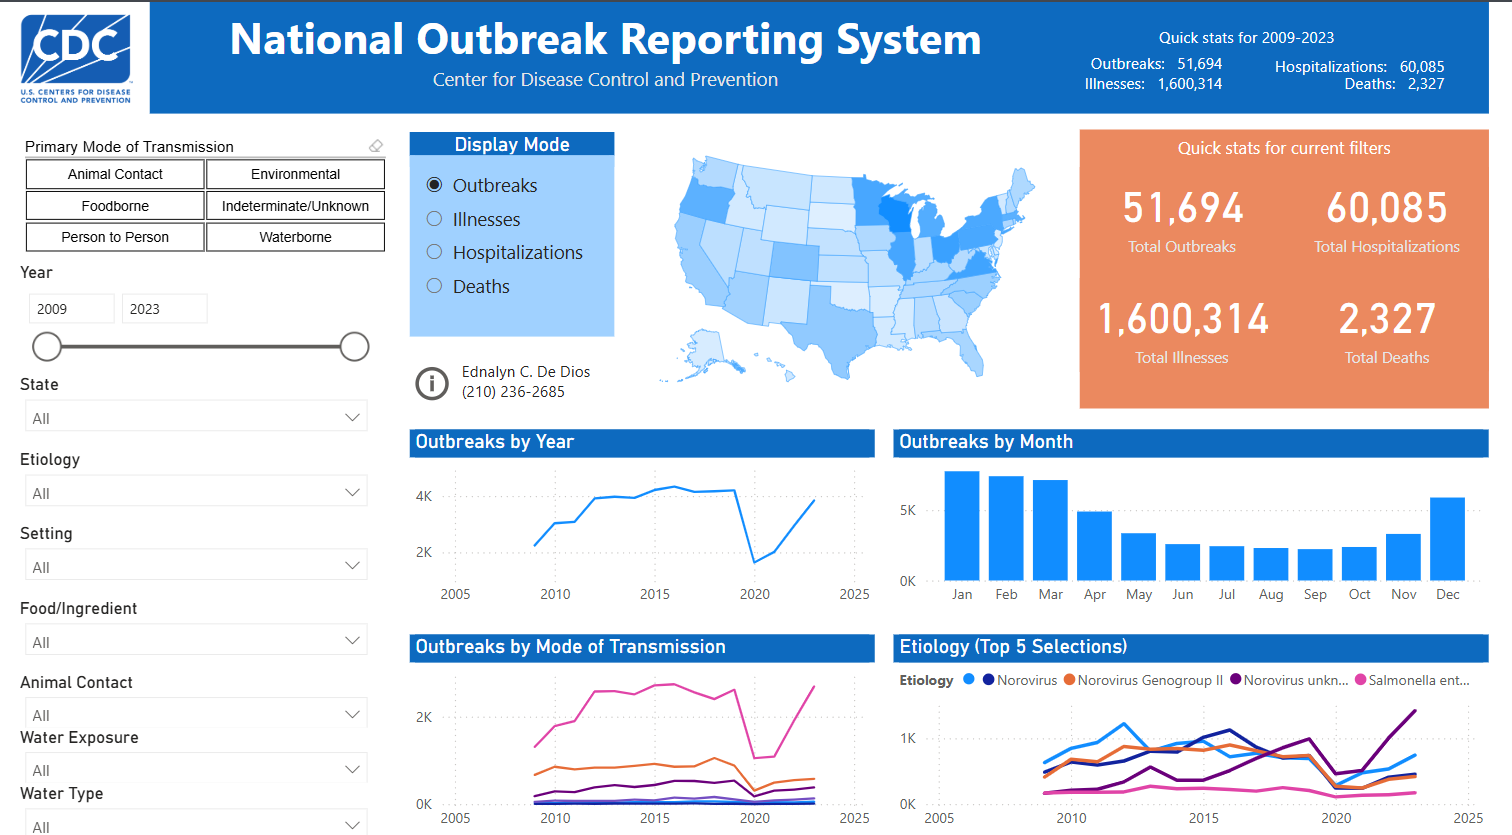 CDC
U.S. CENTERS FOR DISEASE
CONTROL AND PREVENTION
National Outbreak Reporting System
Center for Disease Control and Prevention
Quick stats for 2009-2023
Outbreaks: 51,694
Illnesses: 1,600,314
Hospitalizations: 60,085
Deaths: 2,327
Primary Mode of Transmission
Animal Contact
Environmental
Foodborne
Indeterminate/Unknown
Person to Person
Waterborne
Year
2009
2023
State
All
Etiology
All
Setting
All
Food/Ingredient
All
Animal Contact
All
Water Exposure
All
Water Type
All
Display Mode
Outbreaks
Illnesses
Hospitalizations
Deaths
Ednalyn C. De Dios
(210) 236-2685
Quick stats for current filters
51,694
Total Outbreaks
60,085
Total Hospitalizations
1,600,314
Total Illnesses
2,327
Total Deaths
Outbreaks by Year
4K
2K
2005 2010 2015 2020 2025
Outbreaks by Month
5K
0K
Jan Feb Mar Apr May Jun Jul Aug Sep Oct Nov Dec
Outbreaks by Mode of Transmission
2K
0K
2005 2010 2015 2020 2025
Etiology (Top 5 Selections)
Etiology Norovirus Norovirus Genogroup II Norovirus unkn... Salmonella ent...
1K
0K
2005 2010 2015 2020 2025